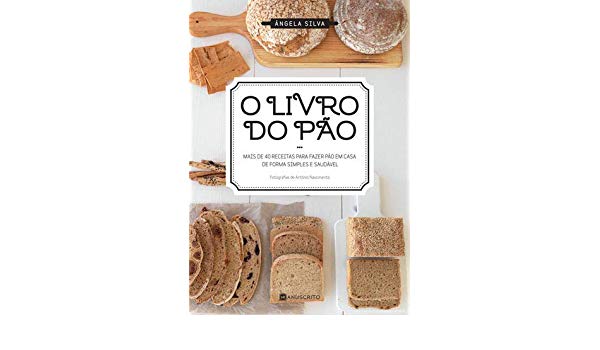 ÂNGELA SILVA
O LIVRO
DO PÃO
MAIS DE 40 RECEITAS PARA FAZER PÃO EM CASA
DE FORMA SIMPLES E SAUDÁVEL
Fotografias de António Nascimento
MANUSCRITO